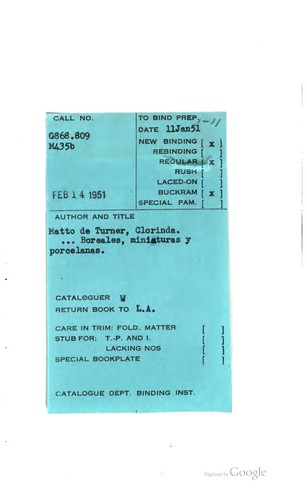 CALL NO.
G868.809
M435b
FEB 14 1951
TO BIND PREP. 2-11
DATE 11Jan51
NEW BINDING [ x ]
REBINDING [ ]
REGULAR [ x ]
RUSH [ ]
LACED-ON [ ]
BUCKRAM [ x ]
SPECIAL PAM. [ ]
AUTHOR AND TITLE
Matto de Turner, Clorinda.
... Boreales, miniaturas y
porcelanas.
CATALOGUER W
RETURN BOOK TO L.A.
CARE IN TRIM: FOLD. MATTER [ ]
STUB FOR: T.-P. AND I. [ ]
LACKING NOS [ ]
SPECIAL BOOKPLATE [ ]
CATALOGUE DEPT. BINDING INST.
Digitized by Google